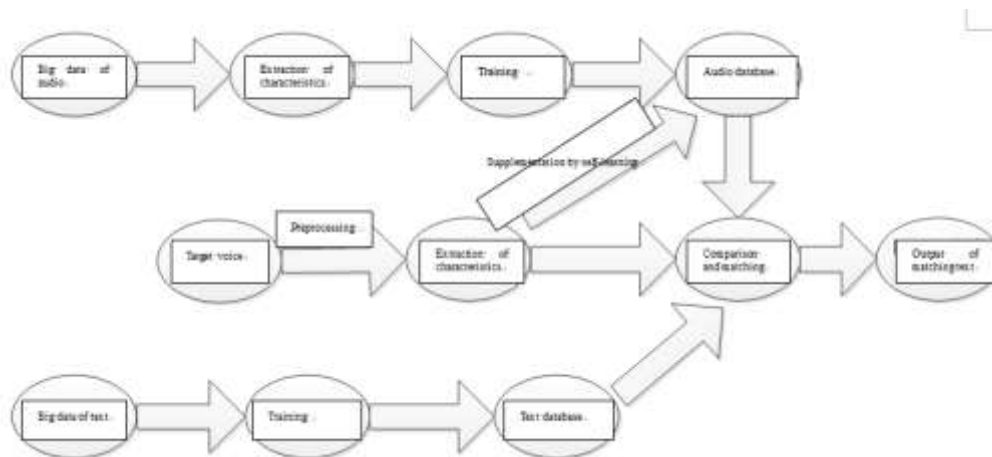 Big data of
audio.
Extraction of
characteristics.
Training
Audio database.
Supplementation by self-learning
Preprocessing
Target voice.
Extraction of
characteristics.
Comparison
and matching.
Output of
matching text.
Big data of text.
Training
Text database.